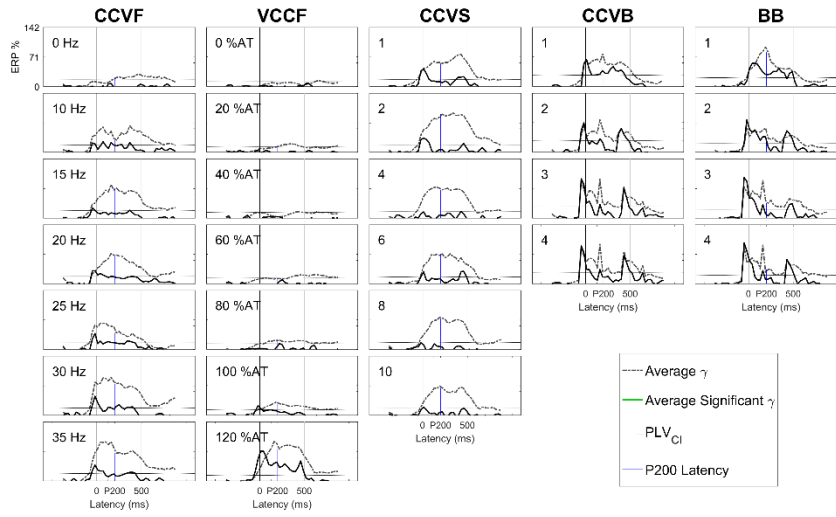 CCVF VCCF CCVS CCVB BB
142
71
0
ERP %
0 Hz 0 %AT 1 1 1
10 Hz 20 %AT 2 2 2
15 Hz 40 %AT 4 3 3
20 Hz 60 %AT 6 4 4
0 P200 500 0 P200 500
Latency (ms) Latency (ms)
25 Hz 80 %AT 8
30 Hz 100 %AT 10
0 P200 500
Latency (ms)
35 Hz 120 %AT
0 P200 500 0 P200 500
Latency (ms) Latency (ms)
Average γ
Average Significant γ
PLV_CI
P200 Latency